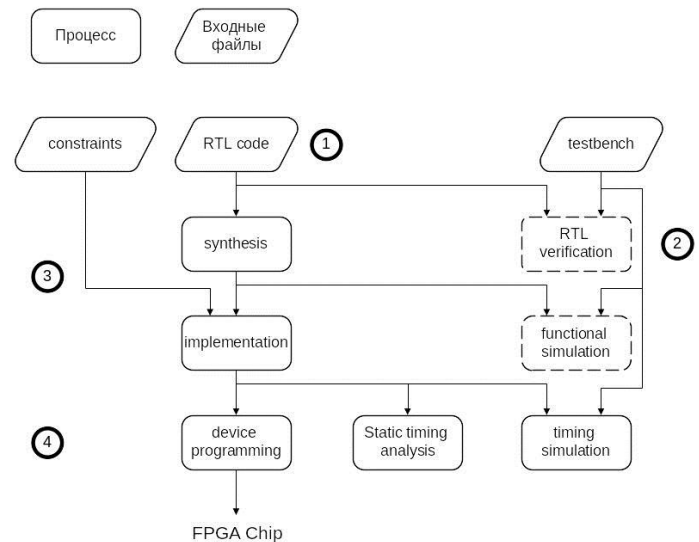 Процесс
Входные
файлы
constraints
RTL code
1
testbench
synthesis
RTL
verification
2
3
implementation
functional
simulation
4
device
programming
Static timing
analysis
timing
simulation
FPGA Chip